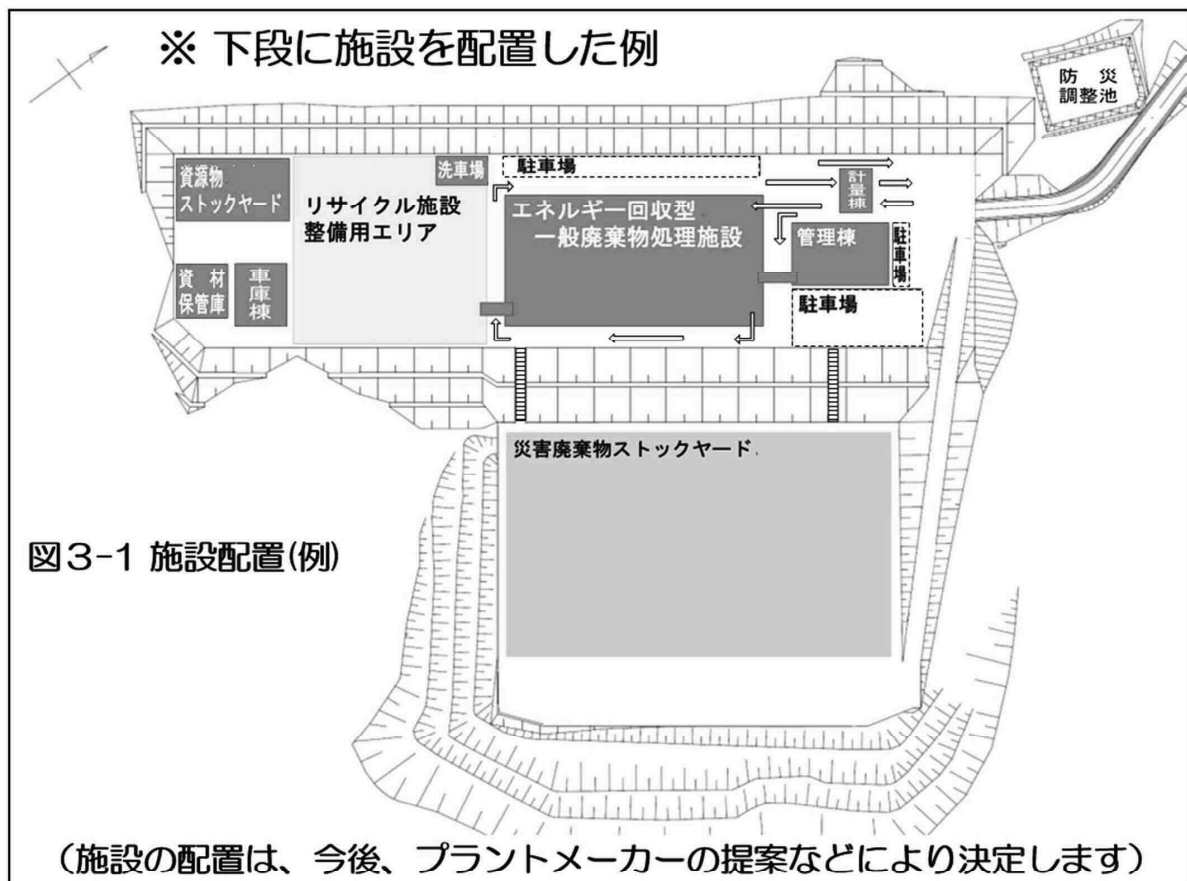 ※ 下段に施設を配置した例
防 災
調整池
資源物
ストックヤード
洗車場
駐車場
計量棟
リサイクル施設
整備用エリア
エネルギー回収型
一般廃棄物処理施設
管理棟
駐車場
資 材
保管庫
車庫棟
駐車場
災害廃棄物ストックヤード
図3-1 施設配置(例)
(施設の配置は、今後、プラントメーカーの提案などにより決定します)